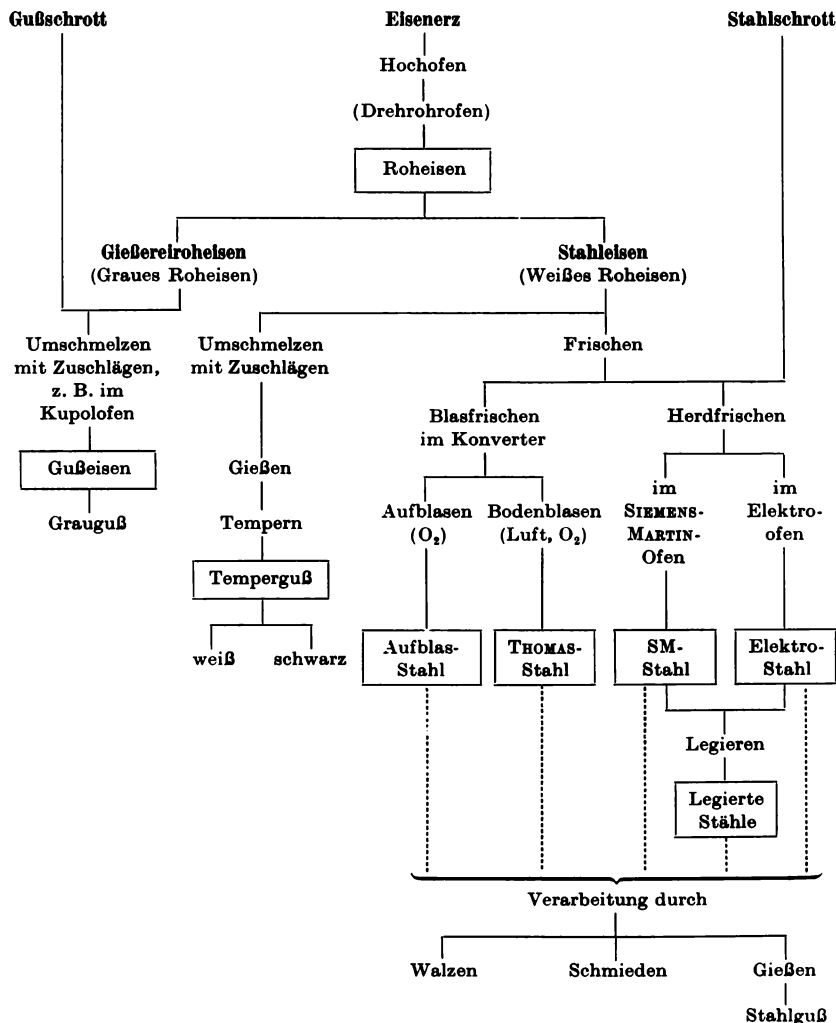 Gußschrott
Eisenerz
Stahlschrott
Hochofen
(Drehrohrofen)
Roheisen
Gießereiroheisen
(Graues Roheisen)
Stahleisen
(Weißes Roheisen)
Umschmelzen
mit Zuschlägen,
z. B. im
Kupolofen
Umschmelzen
mit Zuschlägen
Frischen
Blasfrischen
im Konverter
Herdfrischen
Gußeisen
Grauguß
Gießen
Tempern
Temperguß
weiß
schwarz
Aufblasen
(O₂)
Bodenblasen
(Luft, O₂)
im
SIEMENS-
MARTIN-
Ofen
im
Elektro-
ofen
Aufblas-
Stahl
THOMAS-
Stahl
SM-
Stahl
Elektro-
Stahl
Legieren
Legierte
Stähle
Verarbeitung durch
Walzen
Schmieden
Gießen
Stahlguß